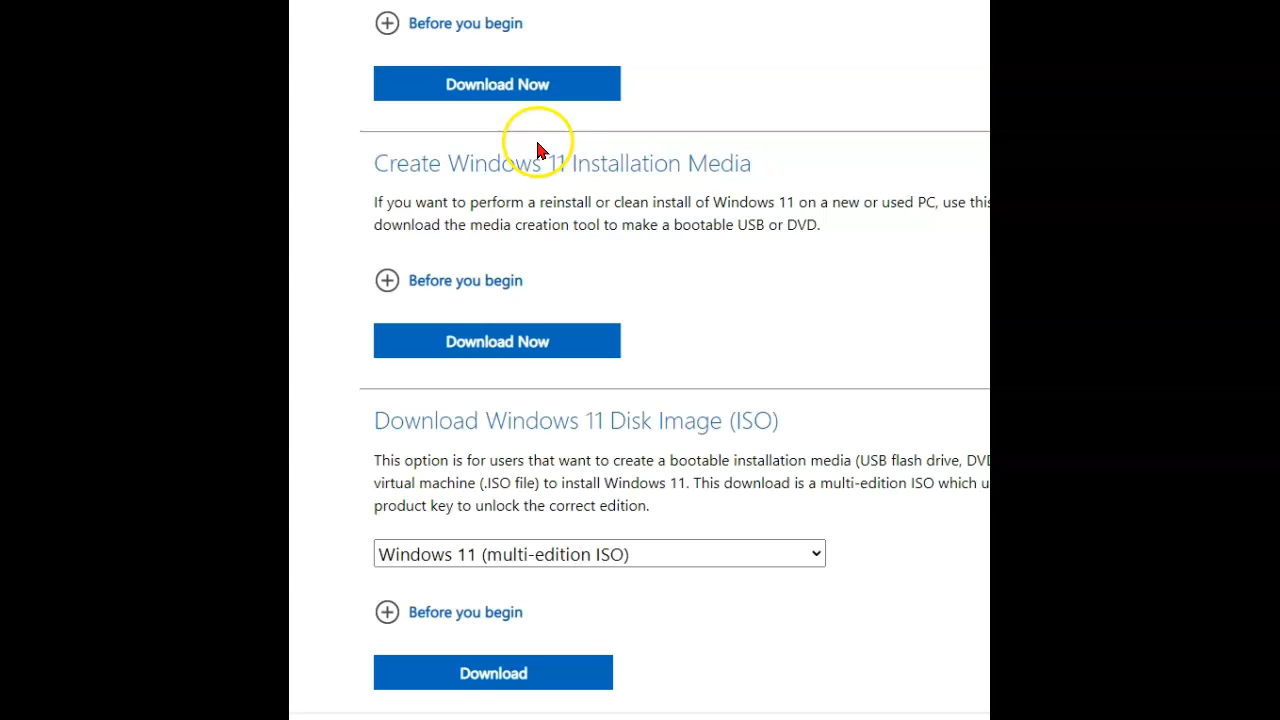 Before you begin
Download Now
Create Windows 11 Installation Media
If you want to perform a reinstall or clean install of Windows 11 on a new or used PC, use this
download the media creation tool to make a bootable USB or DVD.
Before you begin
Download Now
Download Windows 11 Disk Image (ISO)
This option is for users that want to create a bootable installation media (USB flash drive, DVD
virtual machine (.ISO file) to install Windows 11. This download is a multi-edition ISO which u
product key to unlock the correct edition.
Windows 11 (multi-edition ISO)
Before you begin
Download